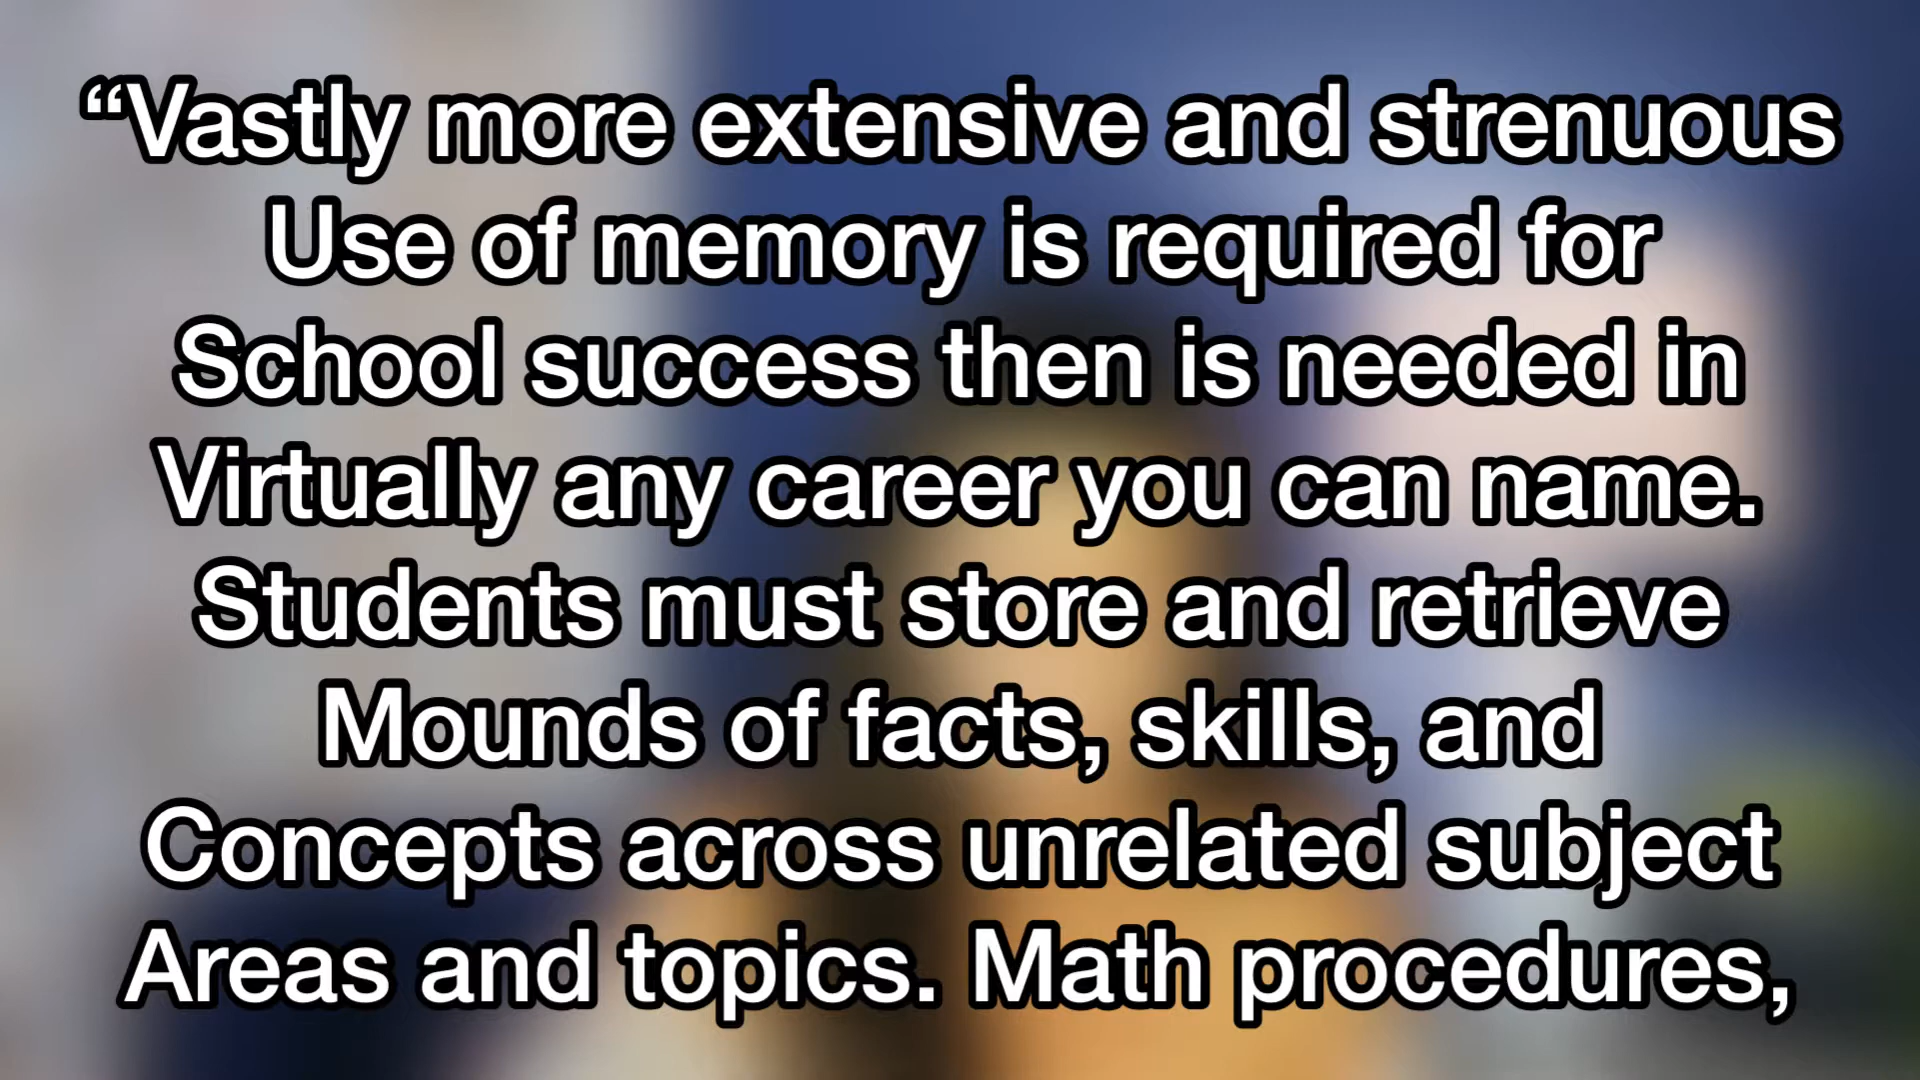 “Vastly more extensive and strenuous
Use of memory is required for
School success then is needed in
Virtually any career you can name.
Students must store and retrieve
Mounds of facts, skills, and
Concepts across unrelated subject
Areas and topics. Math procedures,